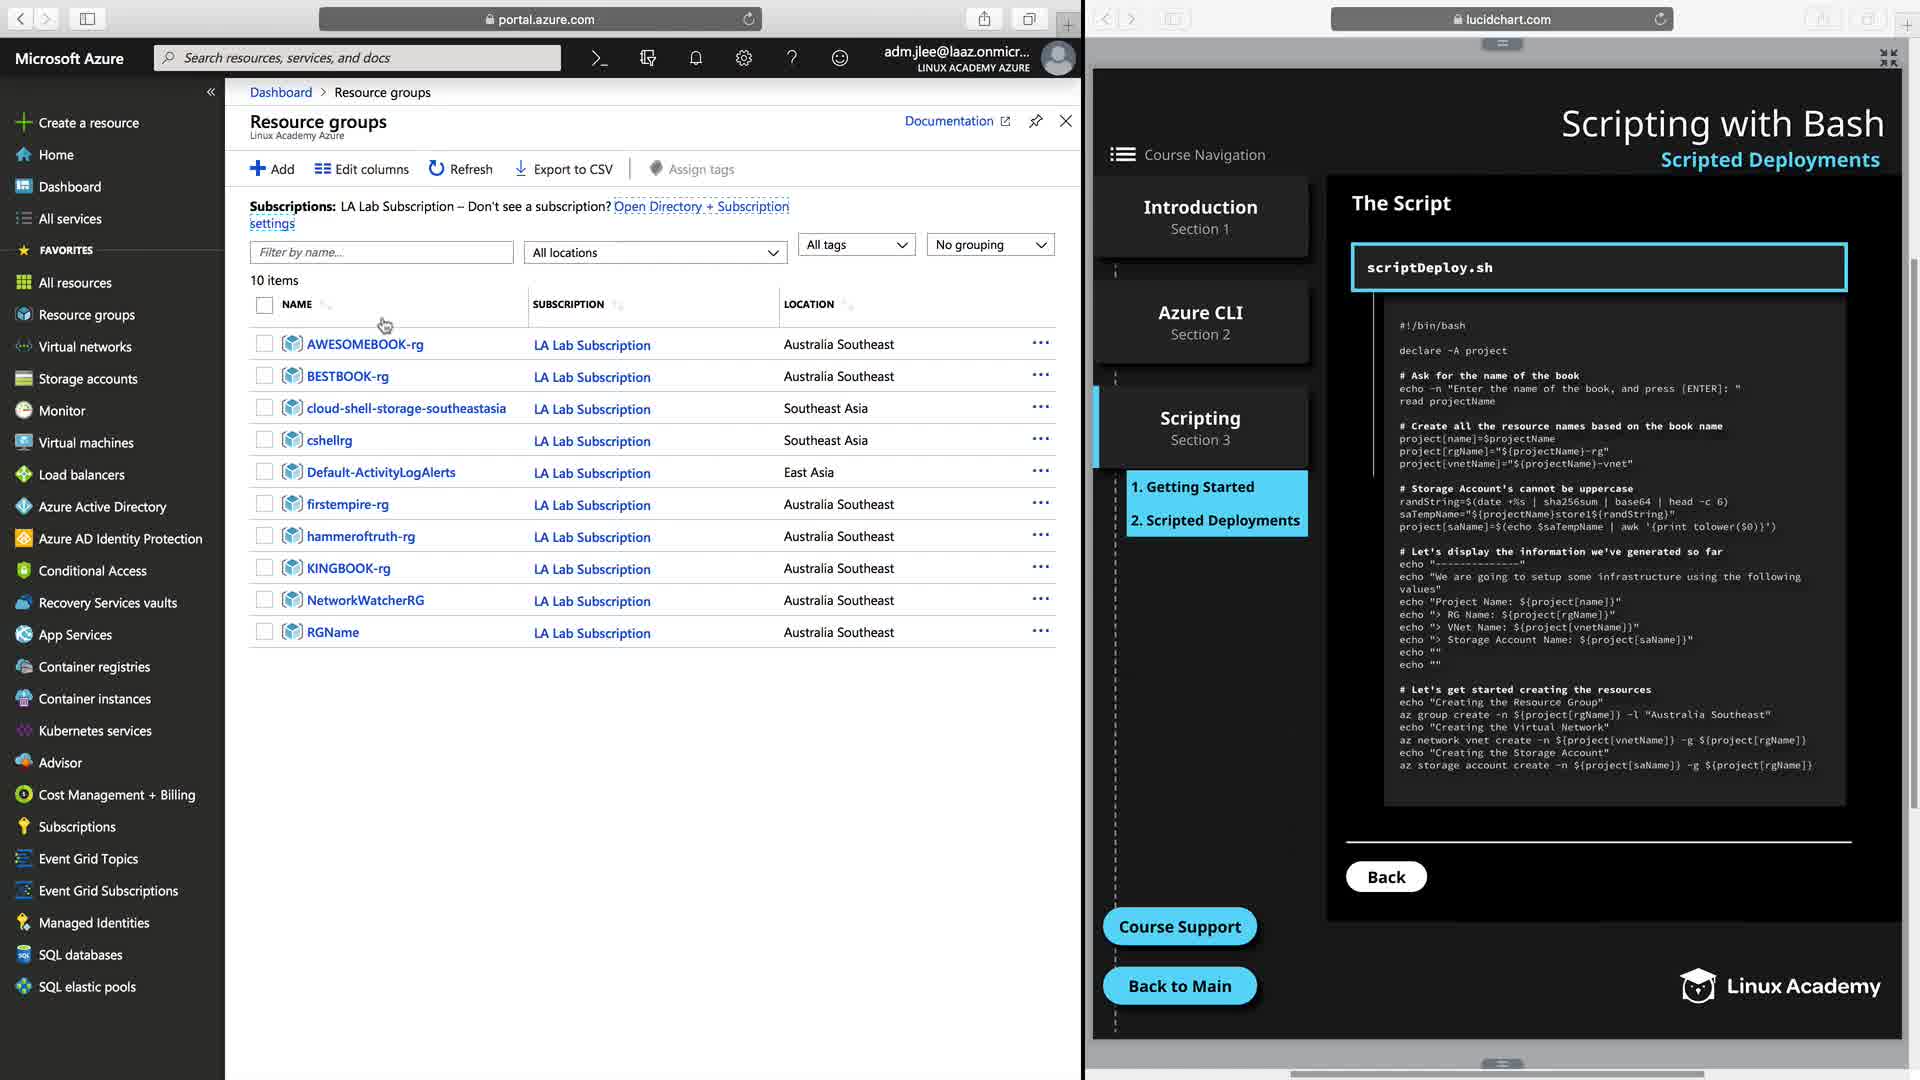 portal.azure.com
Microsoft Azure
Search resources, services, and docs
adm.jlee@laaz.onmicr...
LINUX ACADEMY AZURE
Create a resource
Home
Dashboard
All services
FAVORITES
All resources
Resource groups
Virtual networks
Storage accounts
Monitor
Virtual machines
Load balancers
Azure Active Directory
Azure AD Identity Protection
Conditional Access
Recovery Services vaults
App Services
Container registries
Container instances
Kubernetes services
Advisor
Cost Management + Billing
Subscriptions
Event Grid Topics
Event Grid Subscriptions
Managed Identities
SQL databases
SQL elastic pools
Dashboard > Resource groups
Resource groups
Linux Academy Azure
Documentation
Add Edit columns Refresh Export to CSV Assign tags
Subscriptions: LA Lab Subscription – Don't see a subscription? Open Directory + Subscription
settings
Filter by name... All locations All tags No grouping
10 items
NAME SUBSCRIPTION LOCATION
AWESOMEBOOK-rg LA Lab Subscription Australia Southeast ...
BESTBOOK-rg LA Lab Subscription Australia Southeast ...
cloud-shell-storage-southeastasia LA Lab Subscription Southeast Asia ...
cshellrg LA Lab Subscription Southeast Asia ...
Default-ActivityLogAlerts LA Lab Subscription East Asia ...
firstempire-rg LA Lab Subscription Australia Southeast ...
hammeroftruth-rg LA Lab Subscription Australia Southeast ...
KINGBOOK-rg LA Lab Subscription Australia Southeast ...
NetworkWatcherRG LA Lab Subscription Australia Southeast ...
RGName LA Lab Subscription Australia Southeast ...
lucidchart.com
Scripting with Bash
Scripted Deployments
Course Navigation
Introduction
Section 1
Azure CLI
Section 2
Scripting
Section 3
1. Getting Started
2. Scripted Deployments
Course Support
Back to Main
The Script
scriptDeploy.sh
#!/bin/bash
declare -A project
# Ask for the name of the book
echo -n "Enter the name of the book, and press [ENTER]: "
read projectName
# Create all the resource names based on the book name
project[name]=$projectName
project[rgName]="${projectName}-rg"
project[vnetName]="${projectName}-vnet"
# Storage Account's cannot be uppercase
randString=$(date +%s | sha256sum | base64 | head -c 6)
saTempName="${projectName}store1${randString}"
project[saName]=$(echo $saTempName | awk '{print tolower($0)}')
# Let's display the information we've generated so far
echo "--------------"
echo "We are going to setup some infrastructure using the following
values"
echo "Project Name: ${project[name]}"
echo "> RG Name: ${project[rgName]}"
echo "> VNet Name: ${project[vnetName]}"
echo "> Storage Account Name: ${project[saName]}"
echo ""
echo ""
# Let's get started creating the resources
echo "Creating the Resource Group"
az group create -n ${project[rgName]} -l "Australia Southeast"
echo "Creating the Virtual Network"
az network vnet create -n ${project[vnetName]} -g ${project[rgName]}
echo "Creating the Storage Account"
az storage account create -n ${project[saName]} -g ${project[rgName]}
Back
Linux Academy